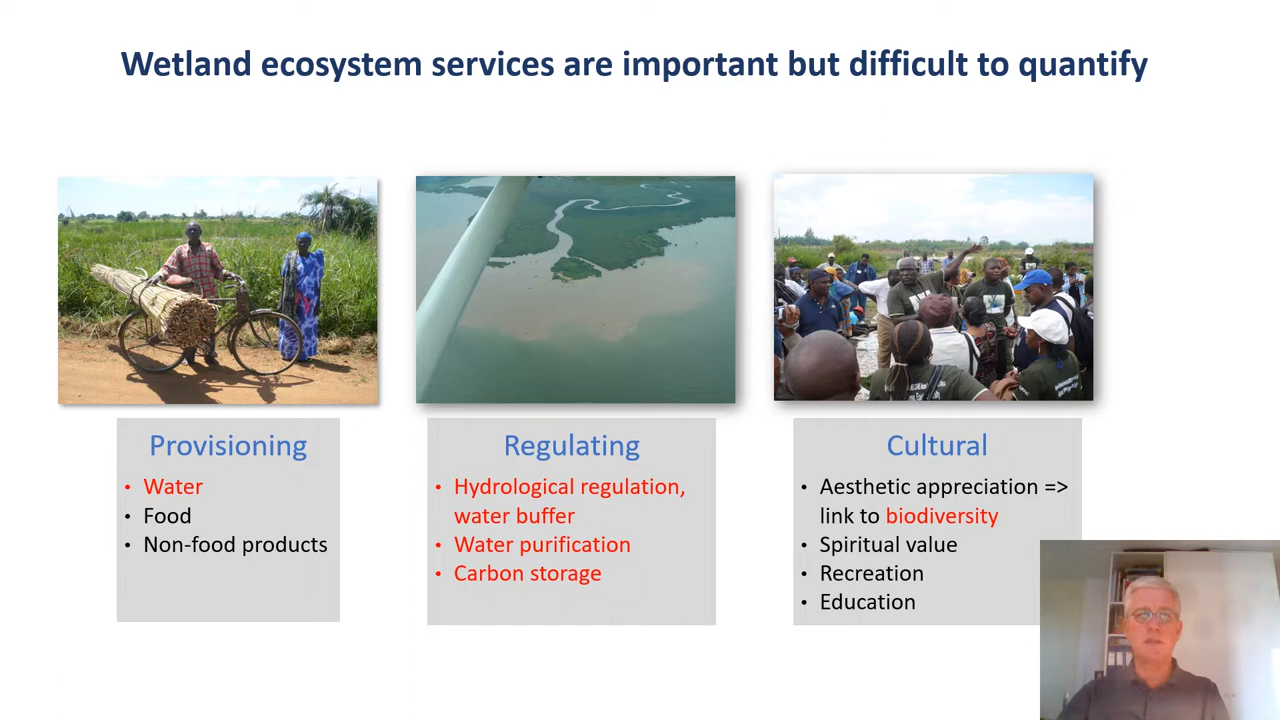 Wetland ecosystem services are important but difficult to quantify
Provisioning
• Water
• Food
• Non-food products
Regulating
• Hydrological regulation,
water buffer
• Water purification
• Carbon storage
Cultural
• Aesthetic appreciation =>
link to biodiversity
• Spiritual value
• Recreation
• Education